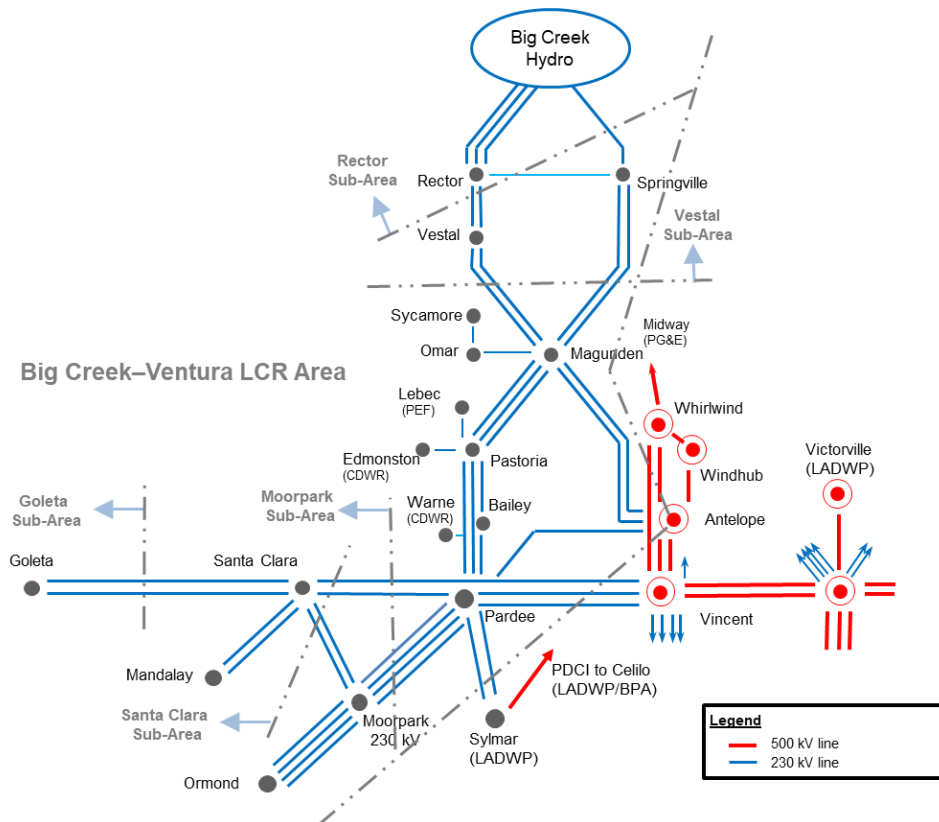 Big Creek
Hydro
Rector
Sub-Area
Rector
Springville
Vestal
Vestal
Sub-Area
Sycamore
Omar
Magunden
Midway
(PG&E)
Big Creek–Ventura LCR Area
Lebec
(PEF)
Whirlwind
Edmonston
(CDWR)
Pastoria
Windhub
Victorville
(LADWP)
Goleta
Sub-Area
Moorpark
Sub-Area
Warne
(CDWR)
Bailey
Antelope
Goleta
Santa Clara
Pardee
Vincent
Mandalay
PDCI to Celilo
(LADWP/BPA)
Santa Clara
Sub-Area
Moorpark
230 kV
Sylmar
(LADWP)
Ormond
Legend
500 kV line
230 kV line